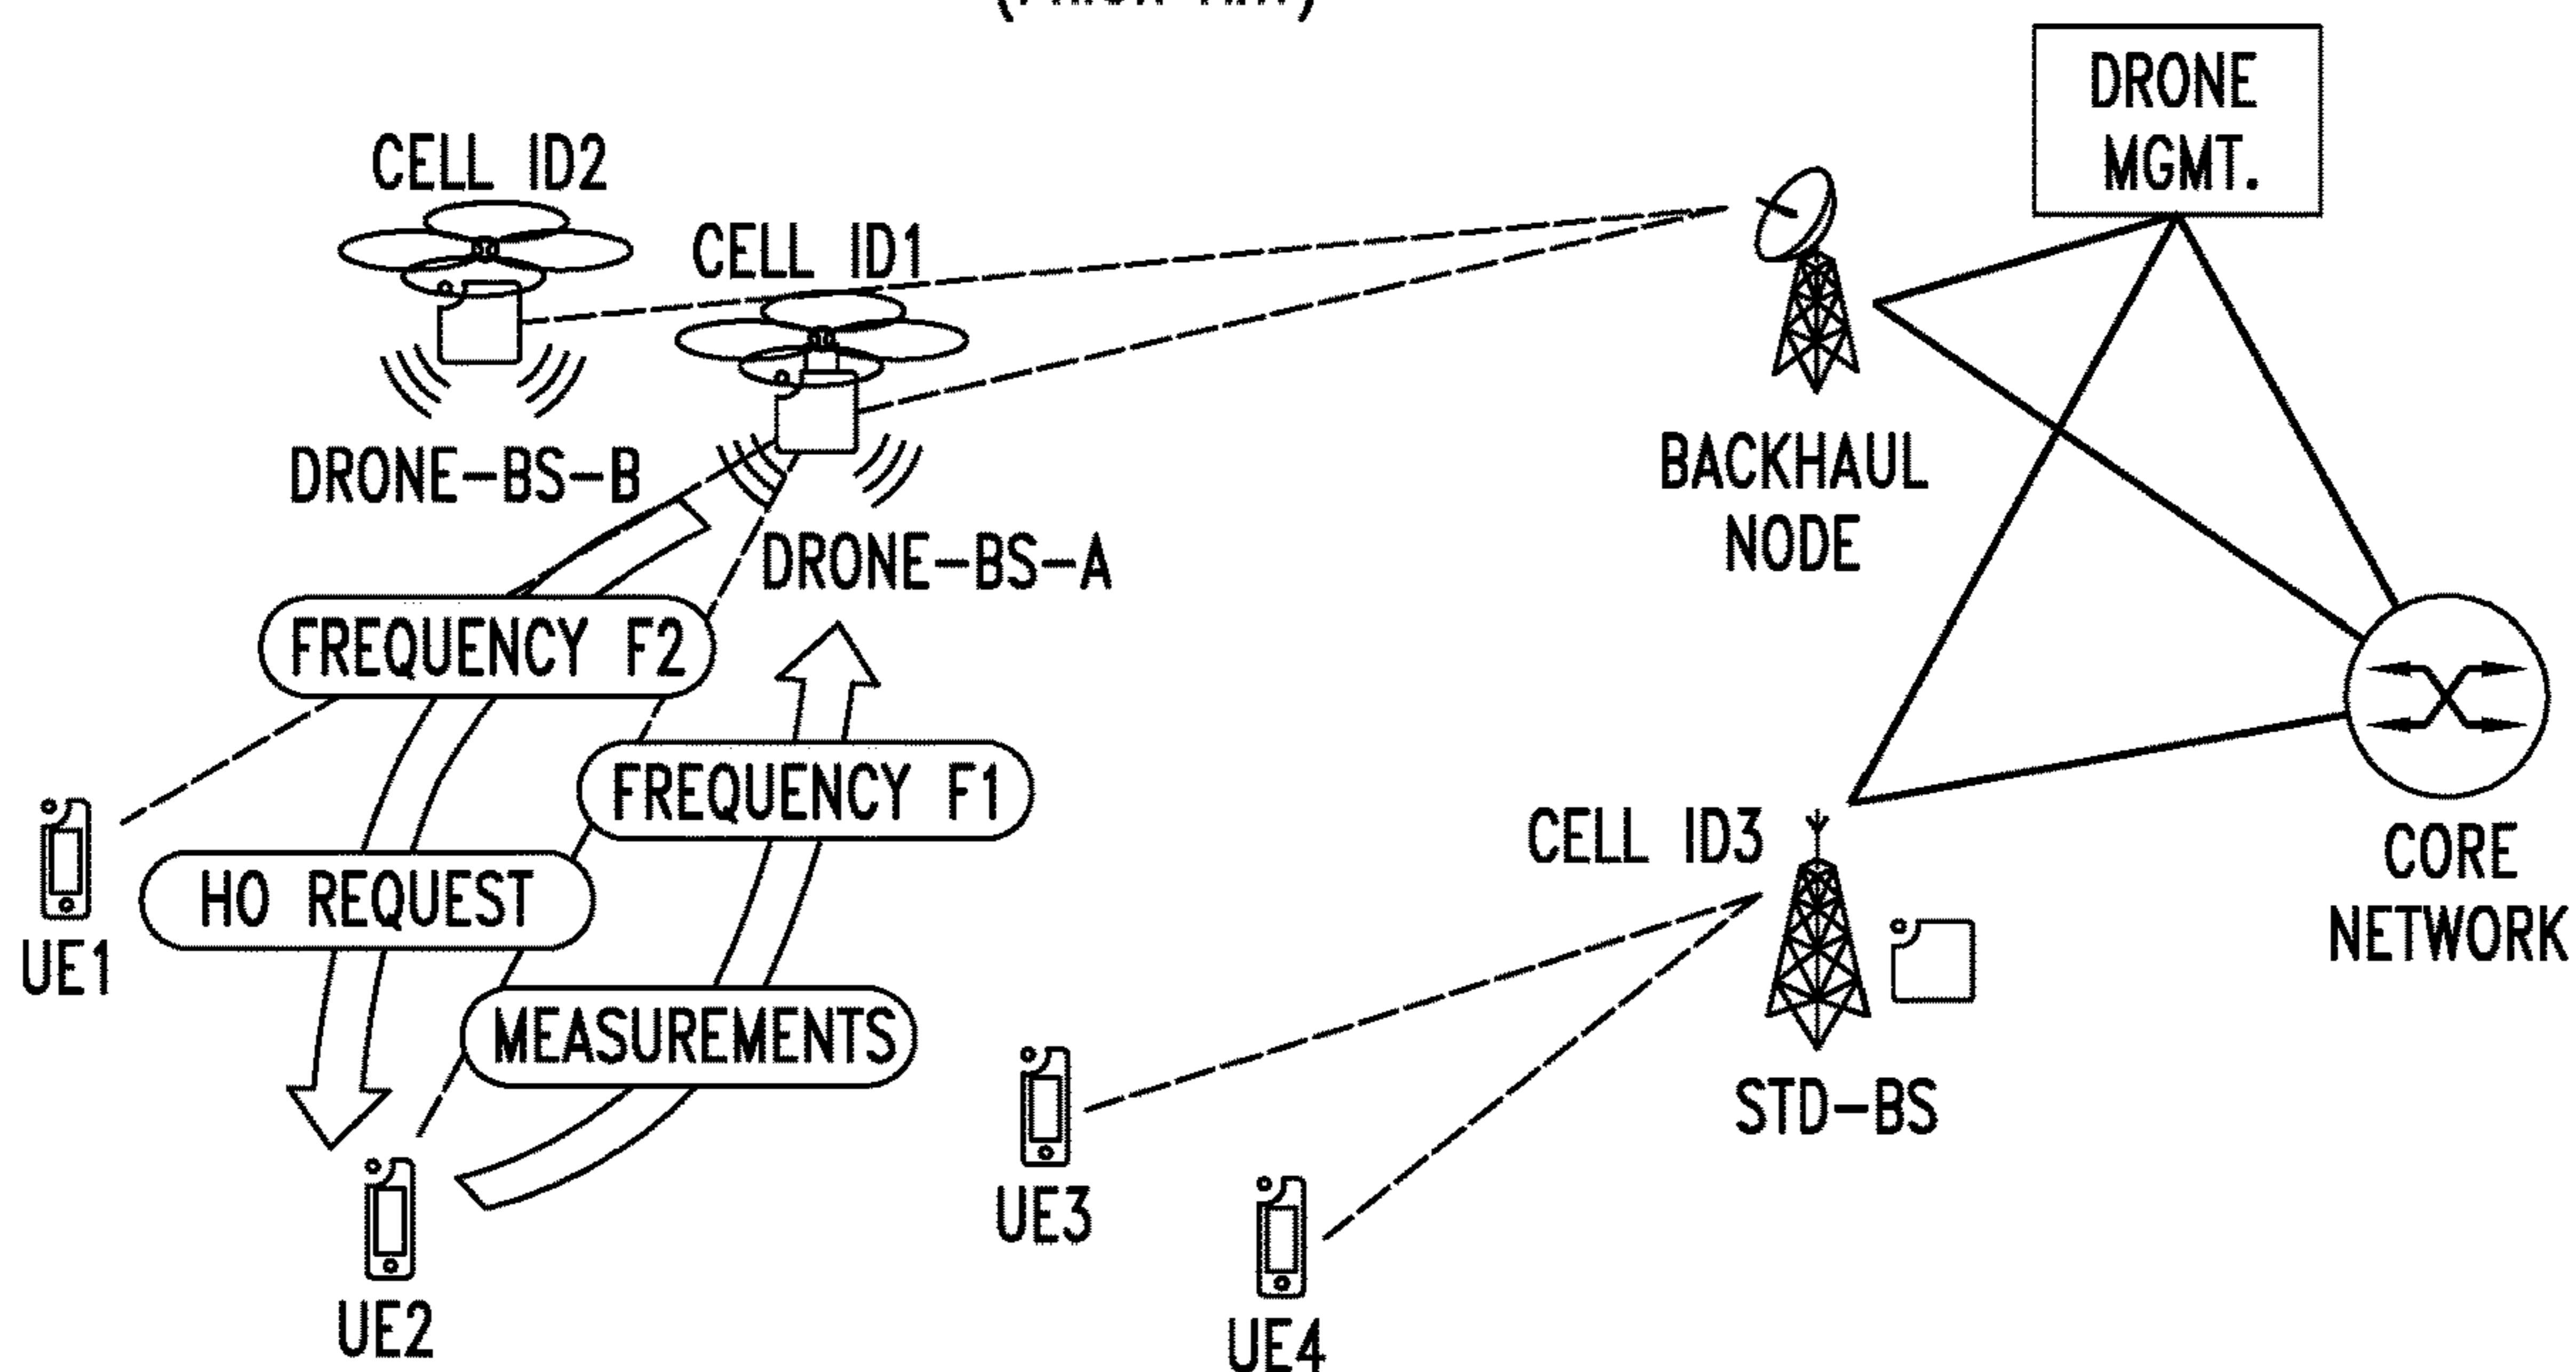 DRONE
MGMT.
CELL ID2
CELL ID1
DRONE-BS-B
BACKHAUL
NODE
DRONE-BS-A
FREQUENCY F2
FREQUENCY F1
CELL ID3
CORE
NETWORK
HO REQUEST
UE1
MEASUREMENTS
STD-BS
UE3
UE2
UE4